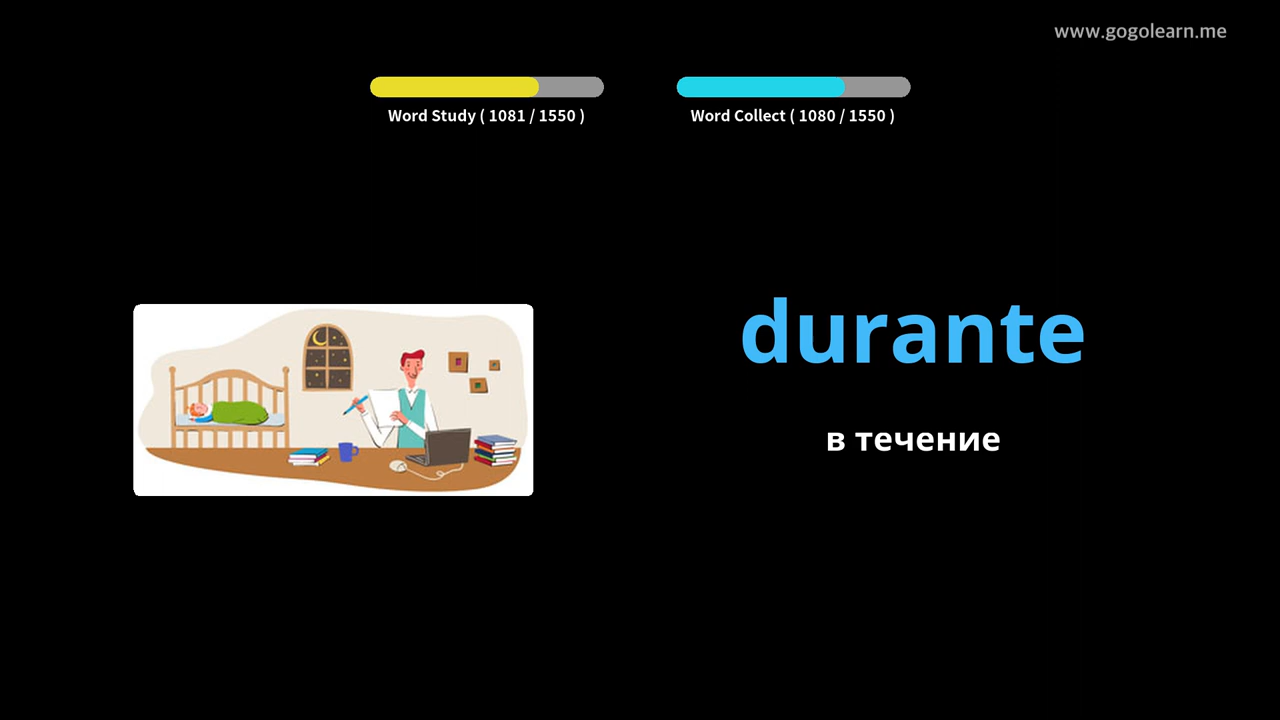 www.gogolearn.me
Word Study ( 1081 / 1550 )
Word Collect ( 1080 / 1550 )
durante
в течение